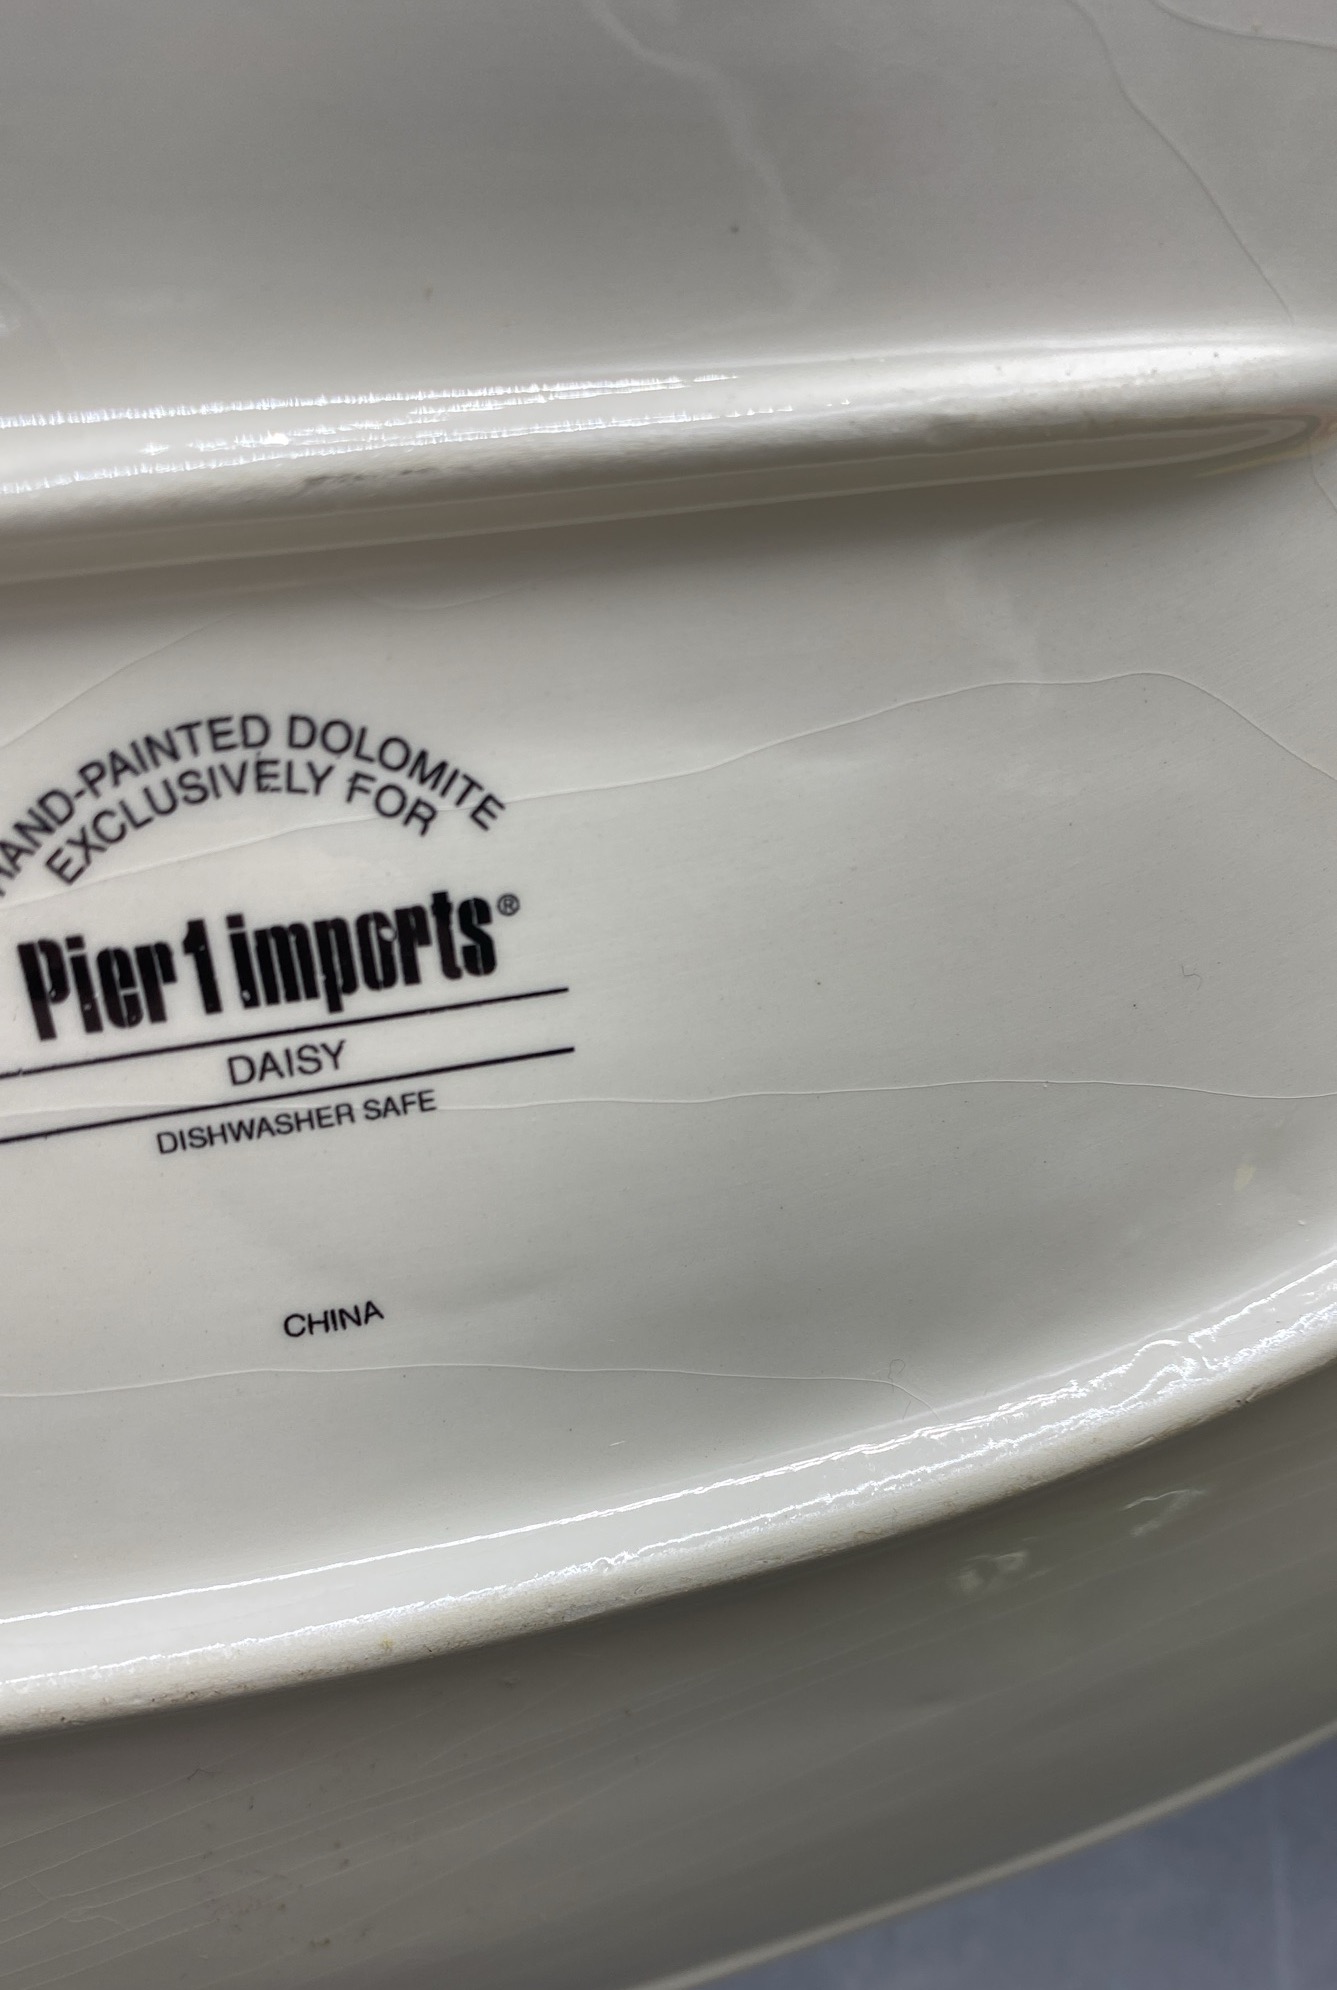 HAND-PAINTED DOLOMITE
EXCLUSIVELY FOR
Pier 1 imports®
DAISY
DISHWASHER SAFE
CHINA